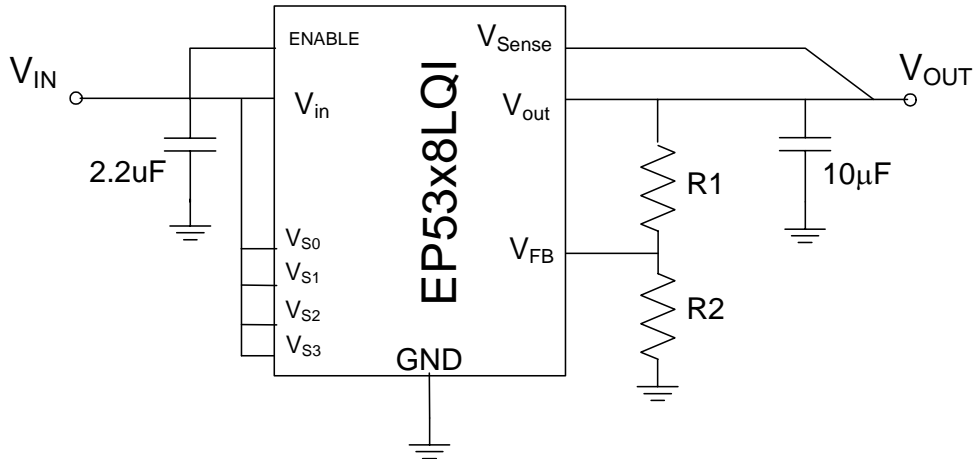 ENABLE
VSense
VIN
VOUT
Vin
Vout
EP53x8LQI
2.2uF
R1
10μF
VS0
VFB
VS1
VS2
R2
VS3
GND